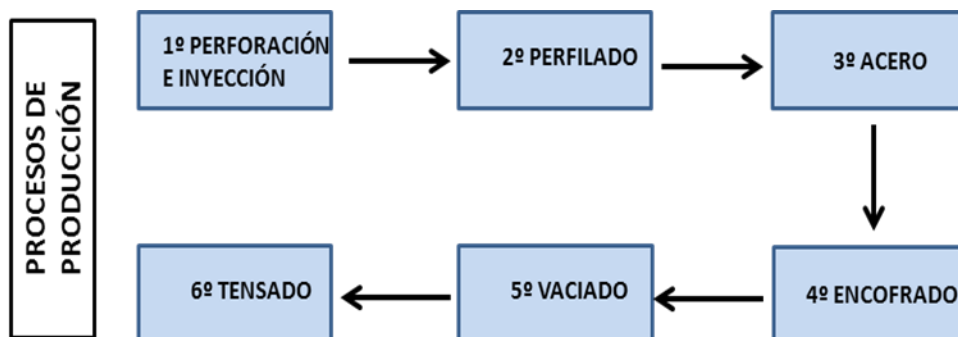 PROCESOS DE
PRODUCCIÓN
1º PERFORACIÓN
E INYECCIÓN
2º PERFILADO
3º ACERO
4º ENCOFRADO
5º VACIADO
6º TENSADO